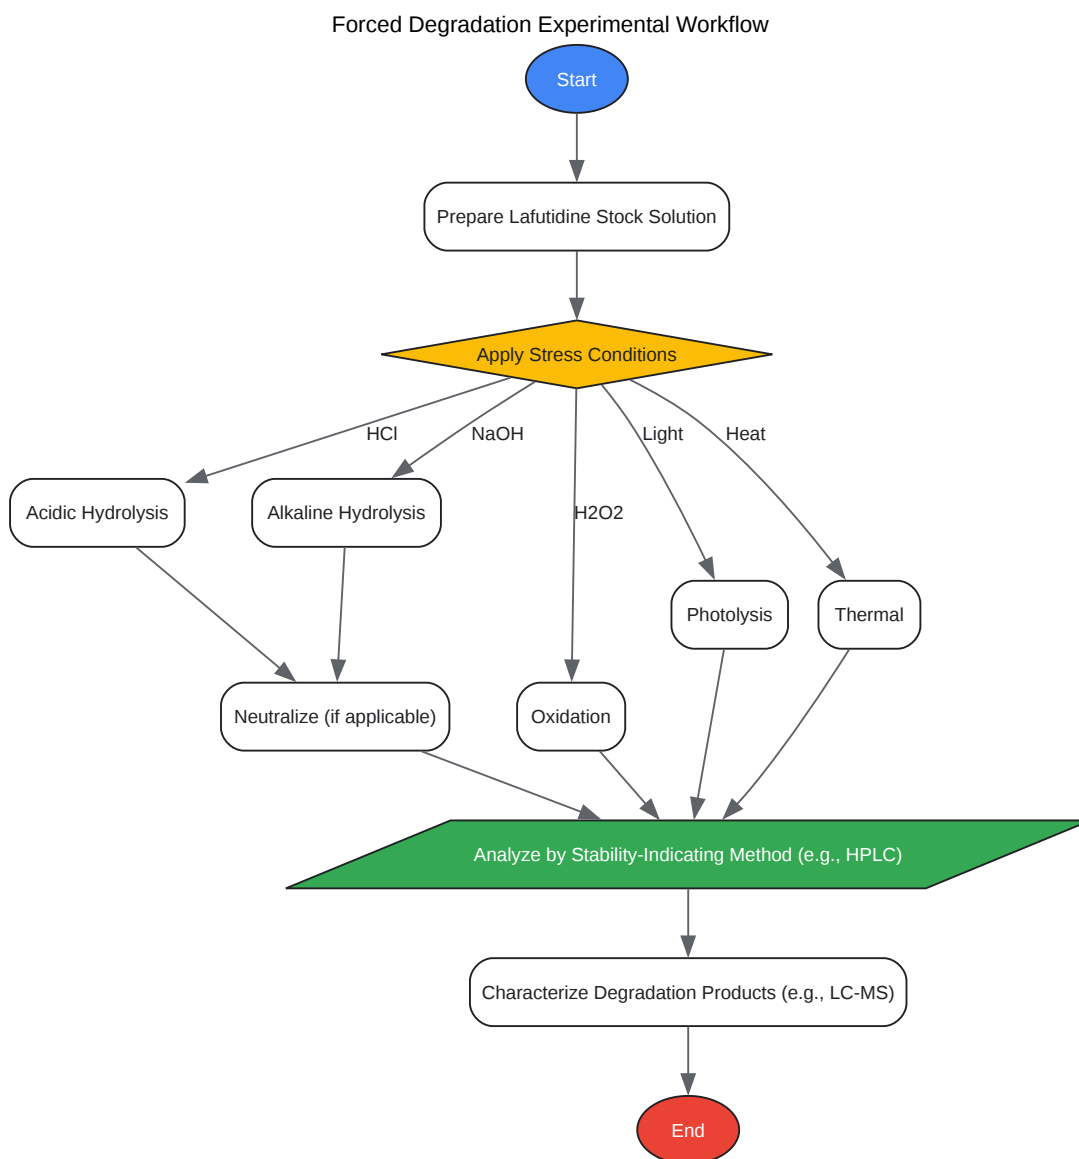 Forced Degradation Experimental Workflow
Start
Prepare Lafutidine Stock Solution
Apply Stress Conditions
HCl
NaOH
Light
Heat
Acidic Hydrolysis
Alkaline Hydrolysis
H2O2
Photolysis
Thermal
Neutralize (if applicable)
Oxidation
Analyze by Stability-Indicating Method (e.g., HPLC)
Characterize Degradation Products (e.g., LC-MS)
End